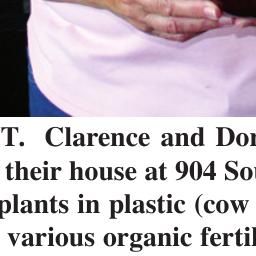 T. Clarence and Dor
their house at 904 Sou
plants in plastic (cow
various organic fertil